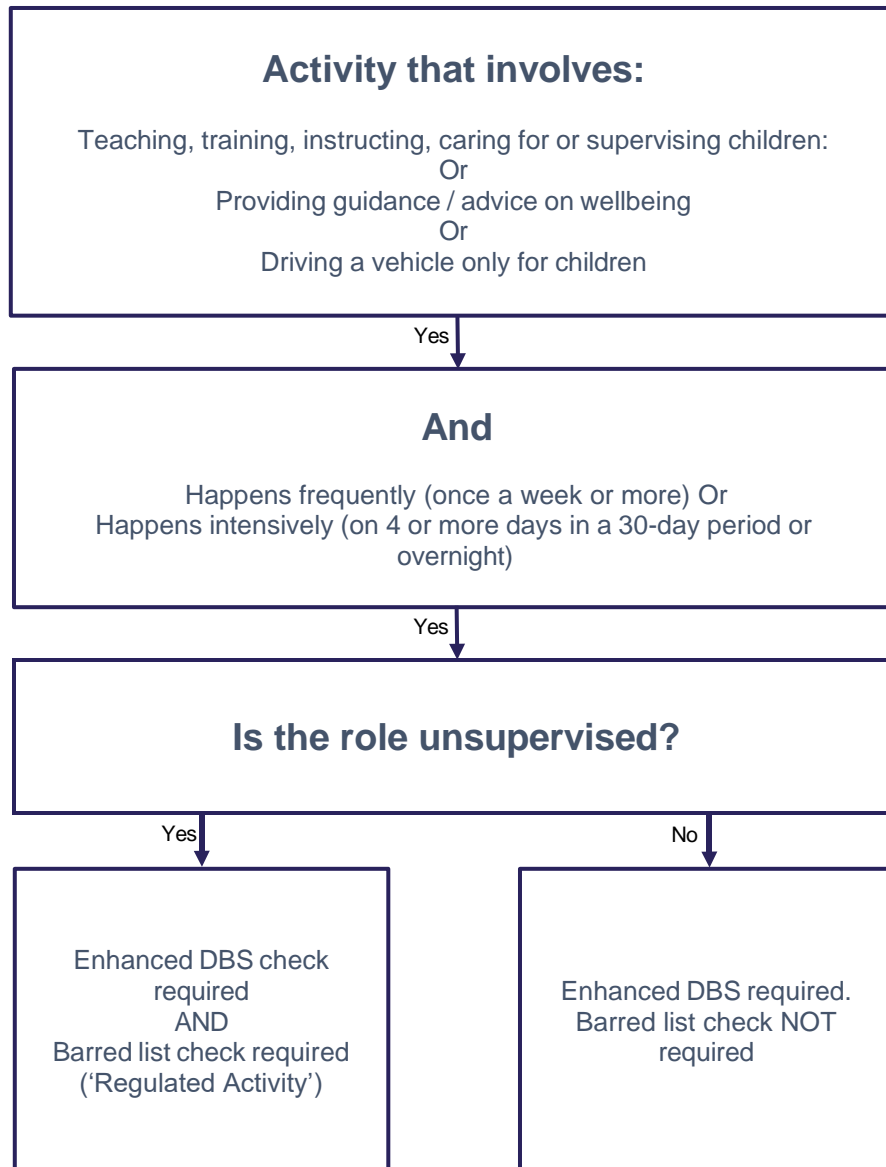 Activity that involves:
Teaching, training, instructing, caring for or supervising children:
Or
Providing guidance / advice on wellbeing
Or
Driving a vehicle only for children
Yes
And
Happens frequently (once a week or more) Or
Happens intensively (on 4 or more days in a 30-day period or
overnight)
Yes
Is the role unsupervised?
Yes
No
Enhanced DBS check
required
AND
Barred list check required
(‘Regulated Activity’)
Enhanced DBS required.
Barred list check NOT
required